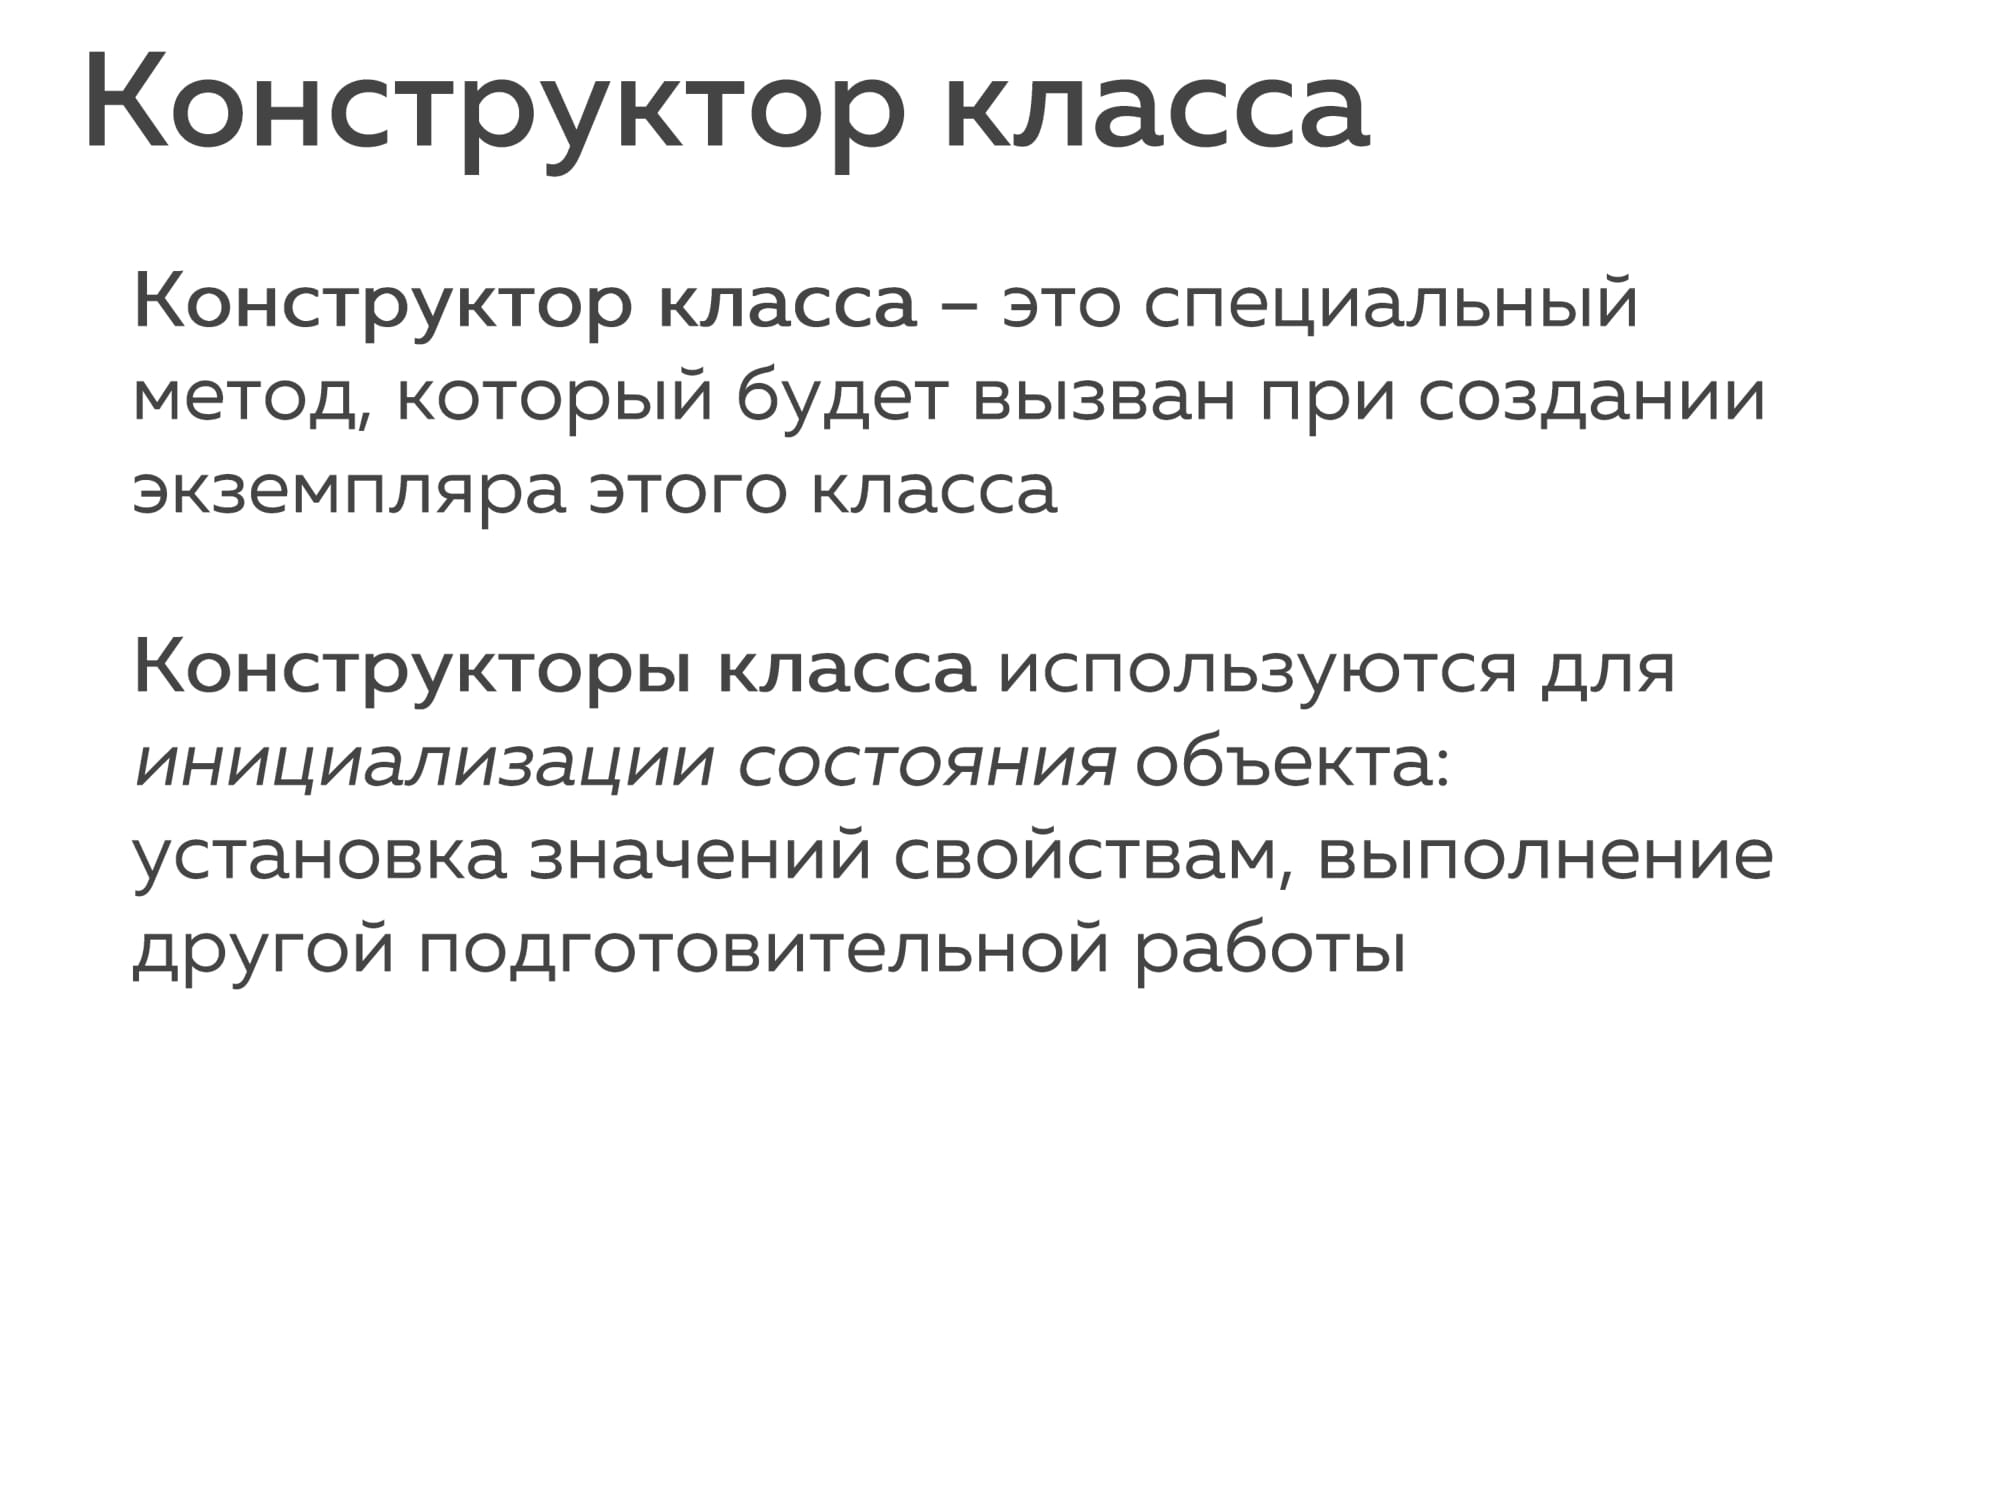 Конструктор класса
Конструктор класса – это специальный
метод, который будет вызван при создании
экземпляра этого класса
Конструкторы класса используются для
инициализации состояния объекта:
установка значений свойствам, выполнение
другой подготовительной работы